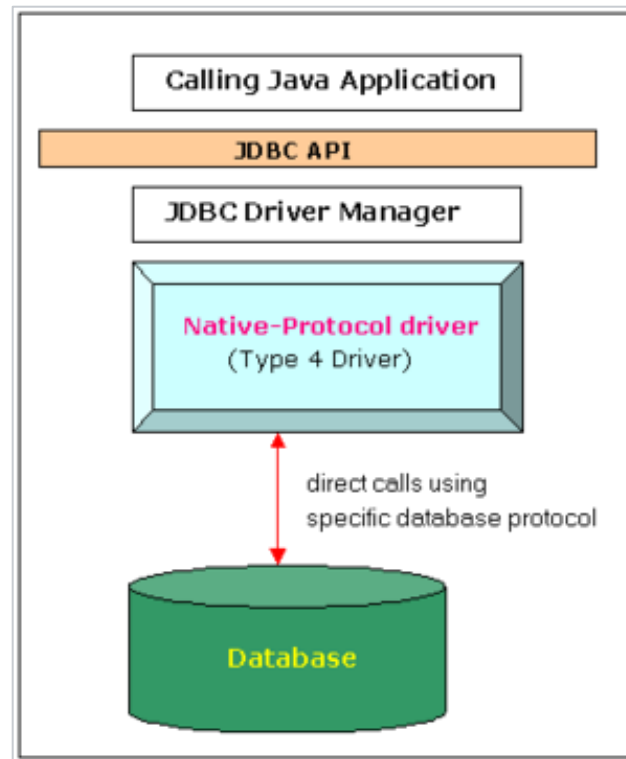 Calling Java Application
JDBC API
JDBC Driver Manager
Native-Protocol driver
(Type 4 Driver)
direct calls using
specific database protocol
Database